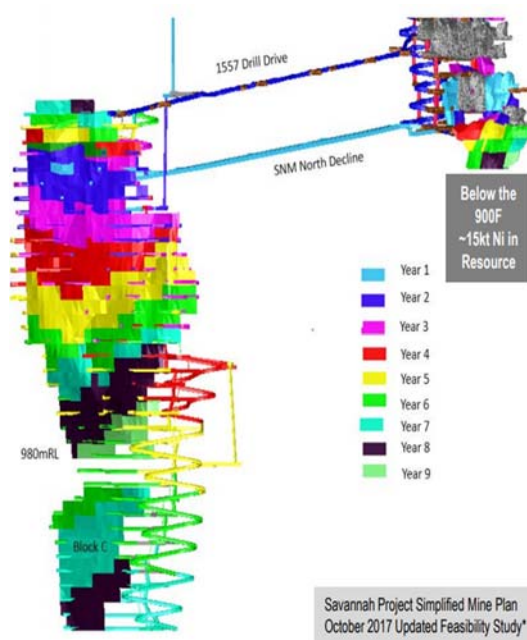 1557 Drill Drive
SNM North Decline
Below the
900F
~15kt Ni in
Resource
Year 1
Year 2
Year 3
Year 4
Year 5
Year 6
Year 7
Year 8
Year 9
980mRL
Block C
Savannah Project Simplified Mine Plan
October 2017 Updated Feasibility Study*